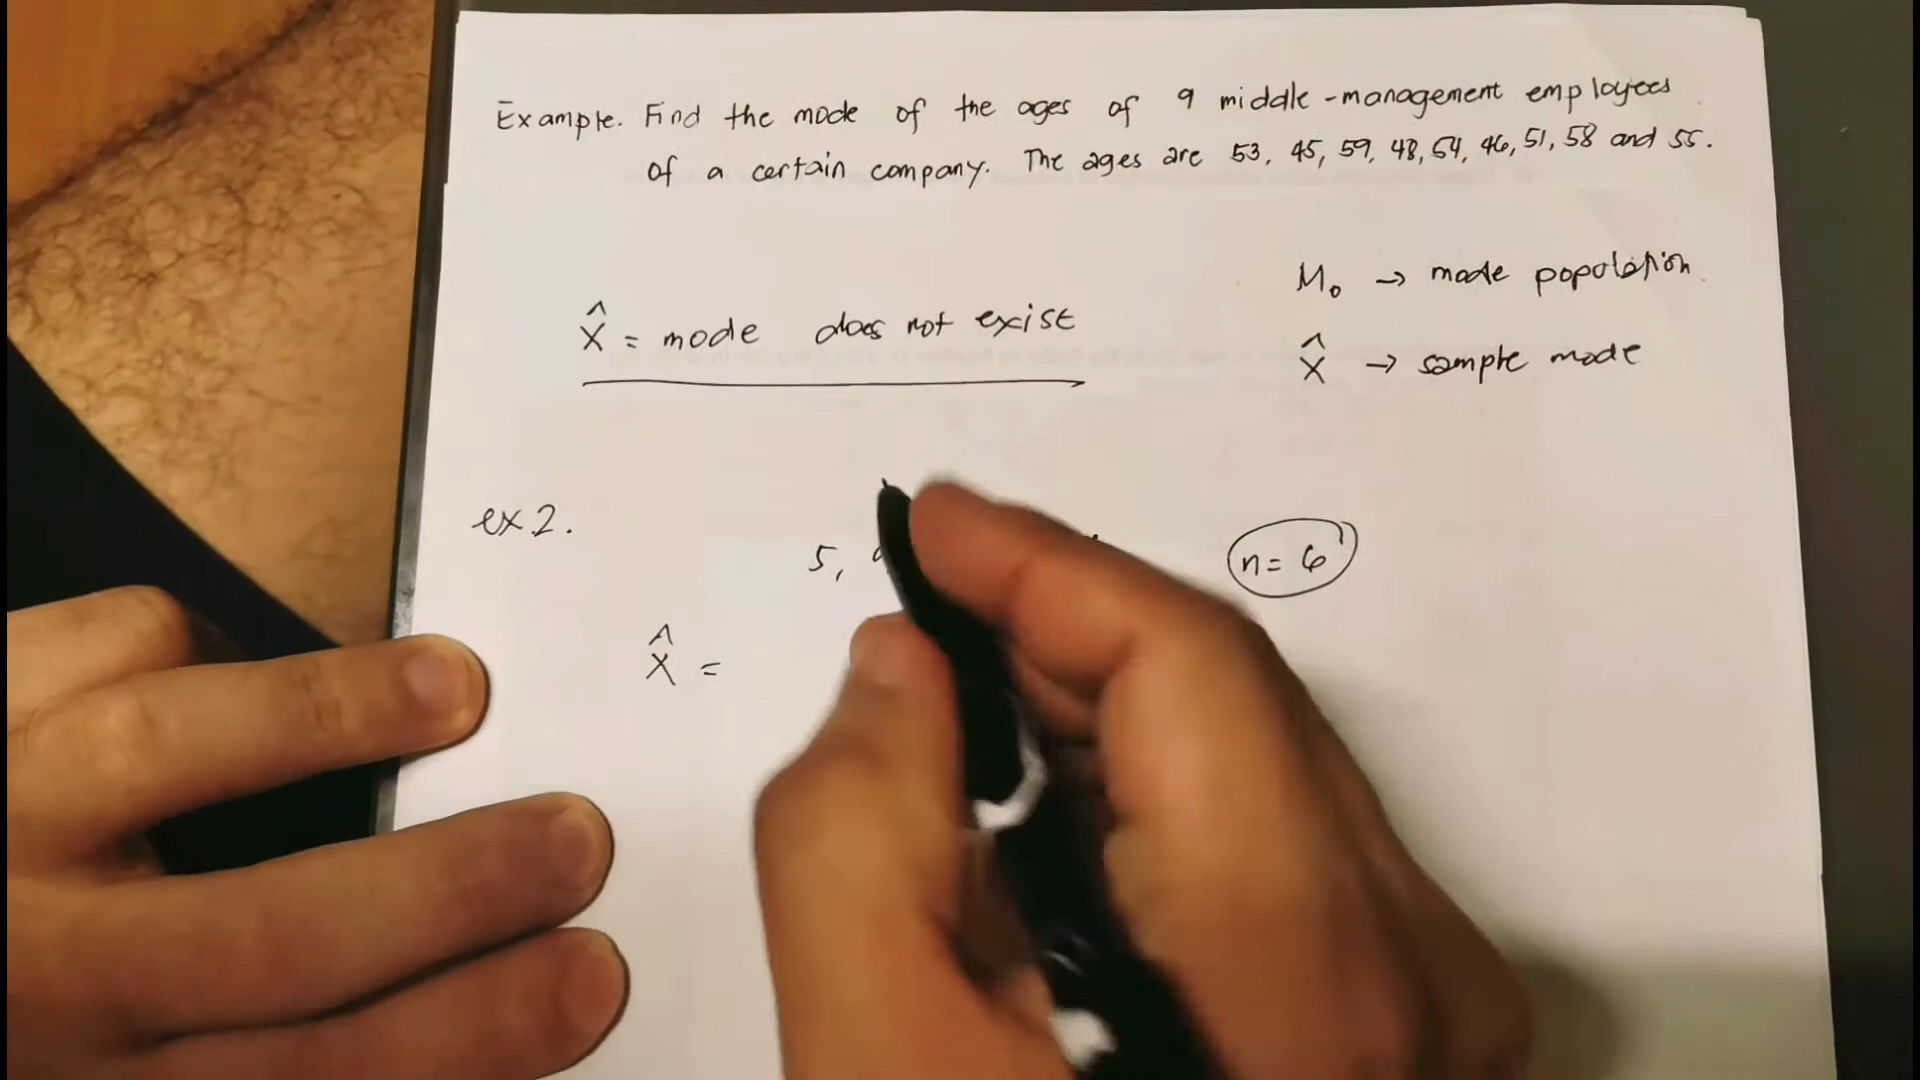 Example. Find the mode of the ages of 9 middle-management employees
of a certain company. The ages are 53, 45, 59, 48, 54, 46, 51, 58 and 55.
Mo → mode population
X̂ = mode does not exist
X̂ → sample mode
ex 2.
5,
n = 6
X̂ =